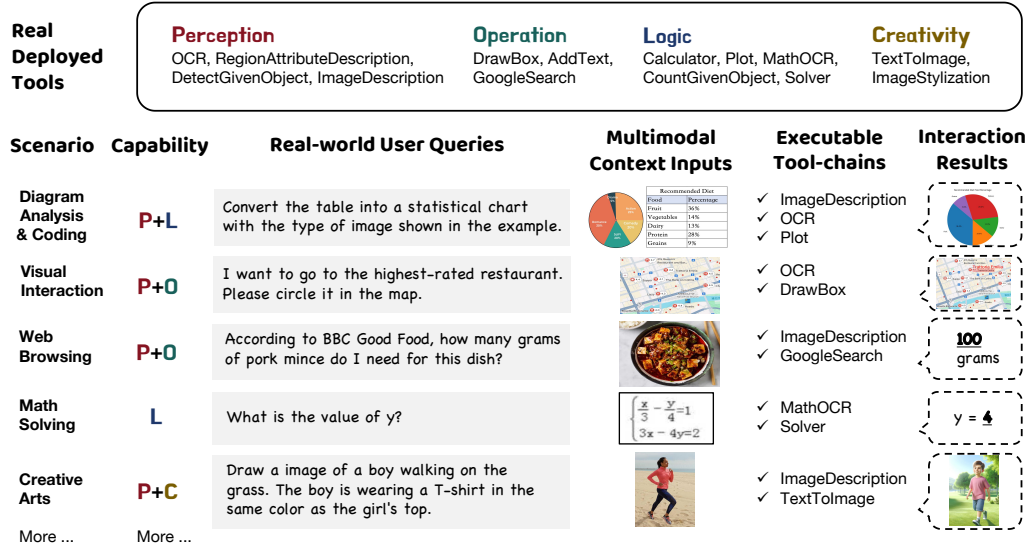 Real
Deployed
Tools
Perception
OCR, RegionAttributeDescription,
DetectGivenObject, ImageDescription
Operation
DrawBox, AddText,
GoogleSearch
Logic
Calculator, Plot, MathOCR,
CountGivenObject, Solver
Creativity
TextToImage,
ImageStylization
Scenario
Capability
Real-world User Queries
Multimodal
Context Inputs
Executable
Tool-chains
Interaction
Results
Diagram
Analysis
& Coding
P+L
Convert the table into a statistical chart
with the type of image shown in the example.
Recommended Diet
Food Percentage
Fruit 36%
Vegetables 14%
Dairy 13%
Protein 28%
Grains 9%
✓ ImageDescription
✓ OCR
✓ Plot
Visual
Interaction
P+O
I want to go to the highest-rated restaurant.
Please circle it in the map.
✓ OCR
✓ DrawBox
Web
Browsing
P+O
According to BBC Good Food, how many grams
of pork mince do I need for this dish?
✓ ImageDescription
✓ GoogleSearch
100
grams
Math
Solving
L
What is the value of y?
x/3 - y/4=1
3x - 4y=2
✓ MathOCR
✓ Solver
y = 4
Creative
Arts
P+C
Draw a image of a boy walking on the
grass. The boy is wearing a T-shirt in the
same color as the girl's top.
✓ ImageDescription
✓ TextToImage
More ...
More ...